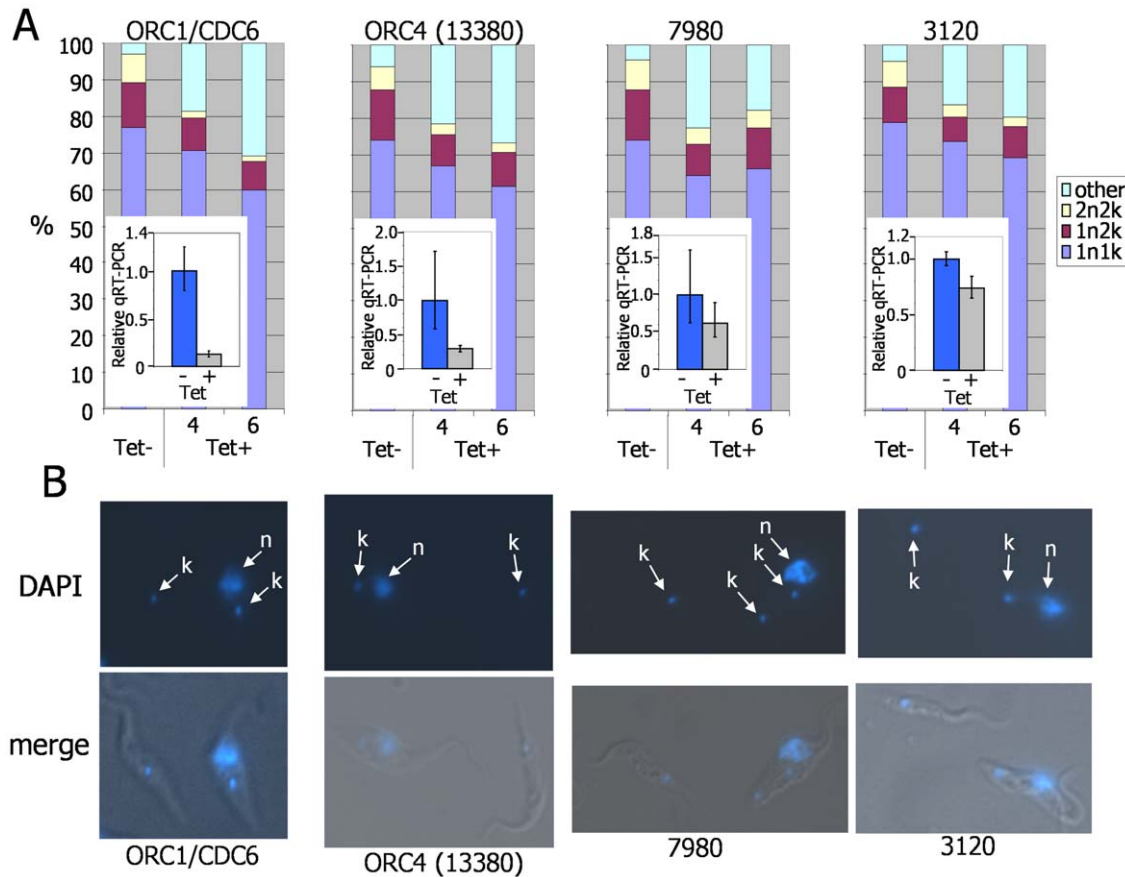 A
ORC1/CDC6 ORC4 (13380) 7980 3120
100
90
80
70
60
50
40
30
20
10
0
%
other
2n2k
1n2k
1n1k
Relative qRT-PCR
1.4
1.0
0.5
0
- +
Tet
Relative qRT-PCR
2.0
1.5
1.0
0.5
0
- +
Tet
Relative qRT-PCR
1.8
1.5
1.0
0.5
0
- +
Tet
Relative qRT-PCR
1.2
1.0
0.5
0
- +
Tet
4 6 4 6 4 6 4 6
Tet- Tet+ Tet- Tet+ Tet- Tet+ Tet- Tet+
B
DAPI
k n k
k n k
k k n k
k k n
merge
ORC1/CDC6 ORC4 (13380) 7980 3120